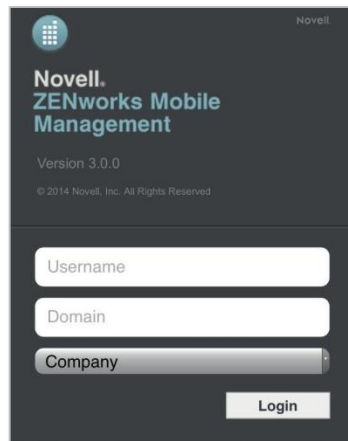 Novell
Novell®
ZENworks Mobile
Management
Version 3.0.0
© 2014 Novell, Inc. All Rights Reserved
Username
Domain
Company
Login